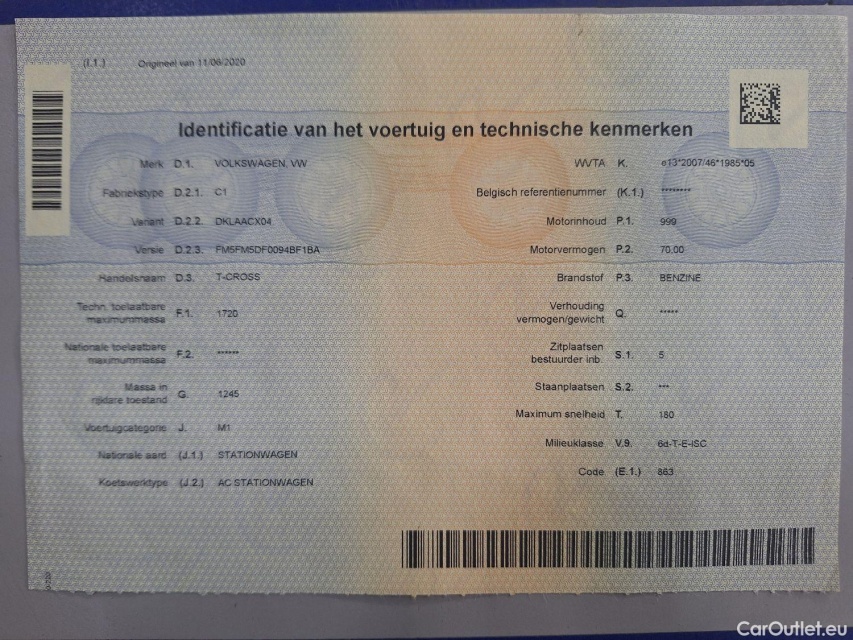 (I.1.) Origineel van 11/06/2020
Identificatie van het voertuig en technische kenmerken
Merk D.1. VOLKSWAGEN, VW
Fabriekstype D.2.1. C1
Variant D.2.2. DKLAACX04
Versie D.2.3. FM5FM5DF0094BF1BA
Handelsnaam D.3. T-CROSS
Techn. toelaatbare
maximummassa F.1. 1720
Nationale toelaatbare
maximummassa F.2. ******
Massa in
rijklare toestand G. 1245
Voertuigcategorie J. M1
Nationale aard (J.1.) STATIONWAGEN
Koetswerktype (J.2.) AC STATIONWAGEN
WVTA K. e13*2007/46*1985*05
Belgisch referentienummer (K.1.) ********
Motorinhoud P.1. 999
Motorvermogen P.2. 70.00
Brandstof P.3. BENZINE
Verhouding
vermogen/gewicht Q. *****
Zitplaatsen
bestuurder inb. S.1. 5
Staanplaatsen S.2. ***
Maximum snelheid T. 180
Milieuklasse V.9. 6d-T-E-ISC
Code (E.1.) 863
CarOutlet.eu